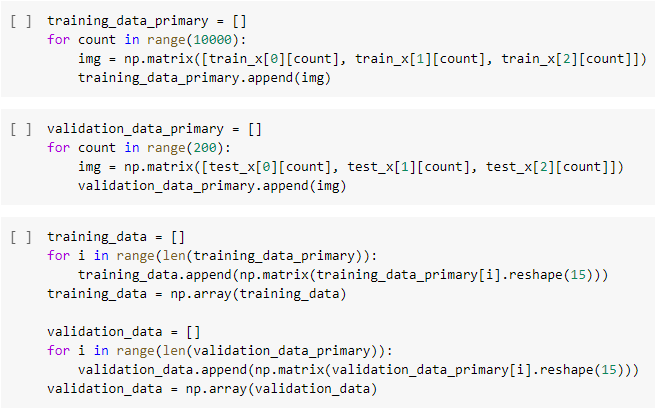 [ ] training_data_primary = []
for count in range(10000):
img = np.matrix([train_x[0][count], train_x[1][count], train_x[2][count]])
training_data_primary.append(img)
[ ] validation_data_primary = []
for count in range(200):
img = np.matrix([test_x[0][count], test_x[1][count], test_x[2][count]])
validation_data_primary.append(img)
[ ] training_data = []
for i in range(len(training_data_primary)):
training_data.append(np.matrix(training_data_primary[i].reshape(15)))
training_data = np.array(training_data)
validation_data = []
for i in range(len(validation_data_primary)):
validation_data.append(np.matrix(validation_data_primary[i].reshape(15)))
validation_data = np.array(validation_data)